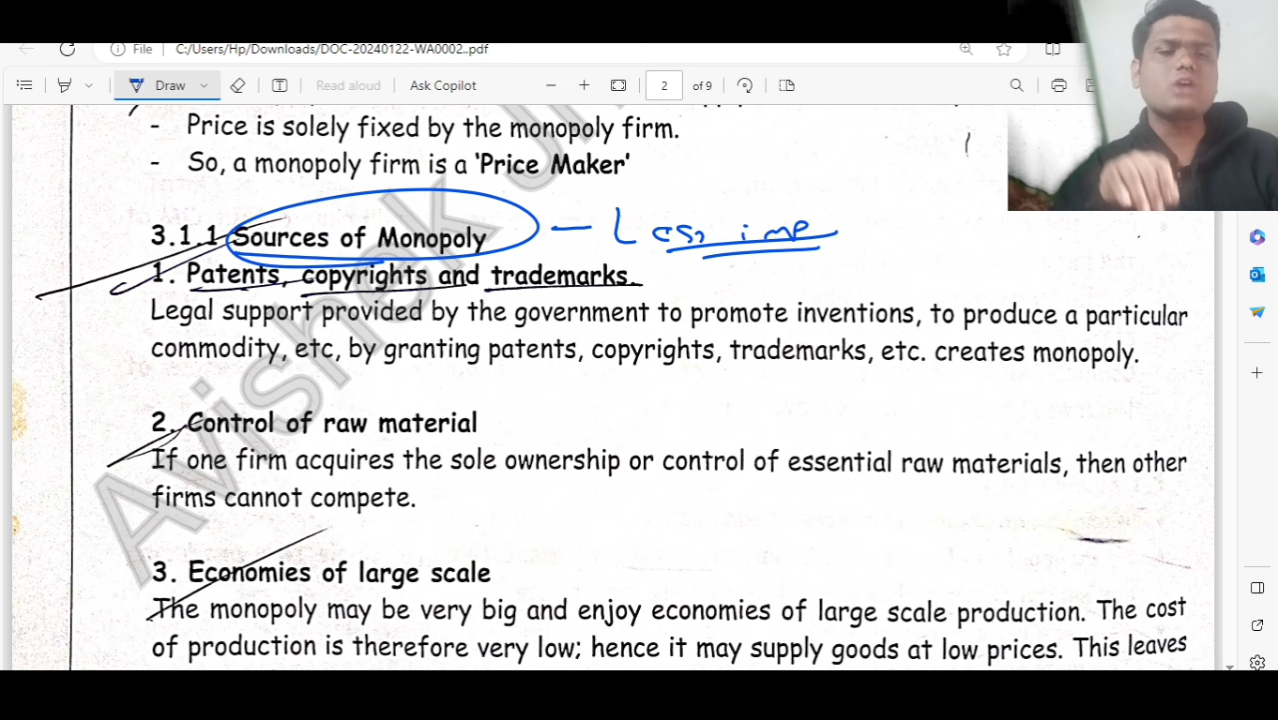 File C:/Users/Hp/Downloads/DOC-20240122-WA0002..pdf
Draw Read aloud Ask Copilot 2 of 9
- Price is solely fixed by the monopoly firm.
- So, a monopoly firm is a 'Price Maker'
3.1.1 Sources of Monopoly — Less imp
1. Patents, copyrights and trademarks.
Legal support provided by the government to promote inventions, to produce a particular
commodity, etc, by granting patents, copyrights, trademarks, etc. creates monopoly.
2. Control of raw material
If one firm acquires the sole ownership or control of essential raw materials, then other
firms cannot compete.
3. Economies of large scale
The monopoly may be very big and enjoy economies of large scale production. The cost
of production is therefore very low; hence it may supply goods at low prices. This leaves
Avishek